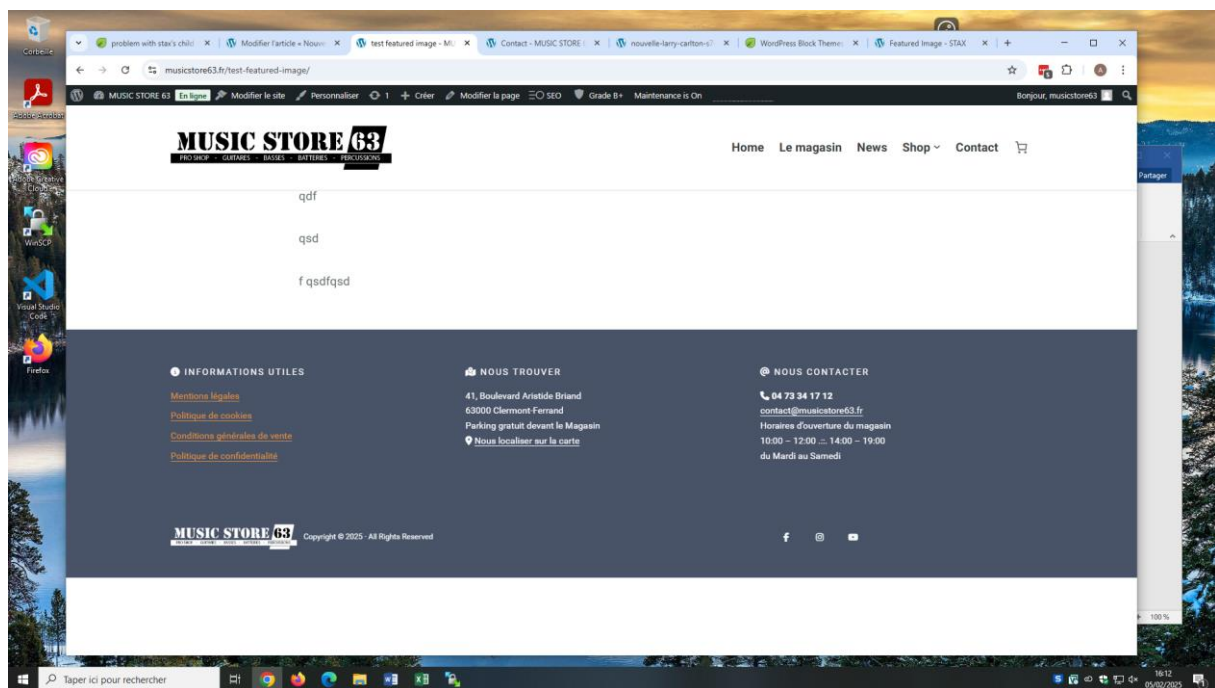 Corbeille
problem with stax's child
Modifier l'article « Nouve
test featured image - MU
Contact - MUSIC STORE
nouvelle-larry-carlton-s7
WordPress Block Themes
Featured Image - STAX
musicstore63.fr/test-featured-image/
MUSIC STORE 63 En ligne Modifier le site Personnaliser 1 Créer Modifier la page SEO Grade B+ Maintenance is On
Bonjour, musicstore63
Adobe Acrobat
MUSIC STORE 63
PRO SHOP - GUITARES - BASSES - BATTERIES - PERCUSSIONS
Home Le magasin News Shop Contact
Partager
Adobe Creative
Cloud
qdf
WinSCP
qsd
f qsdfqsd
Visual Studio
Code
Firefox
INFORMATIONS UTILES
Mentions légales
Politique de cookies
Conditions générales de vente
Politique de confidentialité
NOUS TROUVER
41, Boulevard Aristide Briand
63000 Clermont-Ferrand
Parking gratuit devant le Magasin
Nous localiser sur la carte
@ NOUS CONTACTER
04 73 34 17 12
contact@musicstore63.fr
Horaires d'ouverture du magasin
10:00 – 12:00 .::. 14:00 – 19:00
du Mardi au Samedi
MUSIC STORE 63
Copyright © 2025 · All Rights Reserved
100 %
Taper ici pour rechercher
16:12
05/02/2025